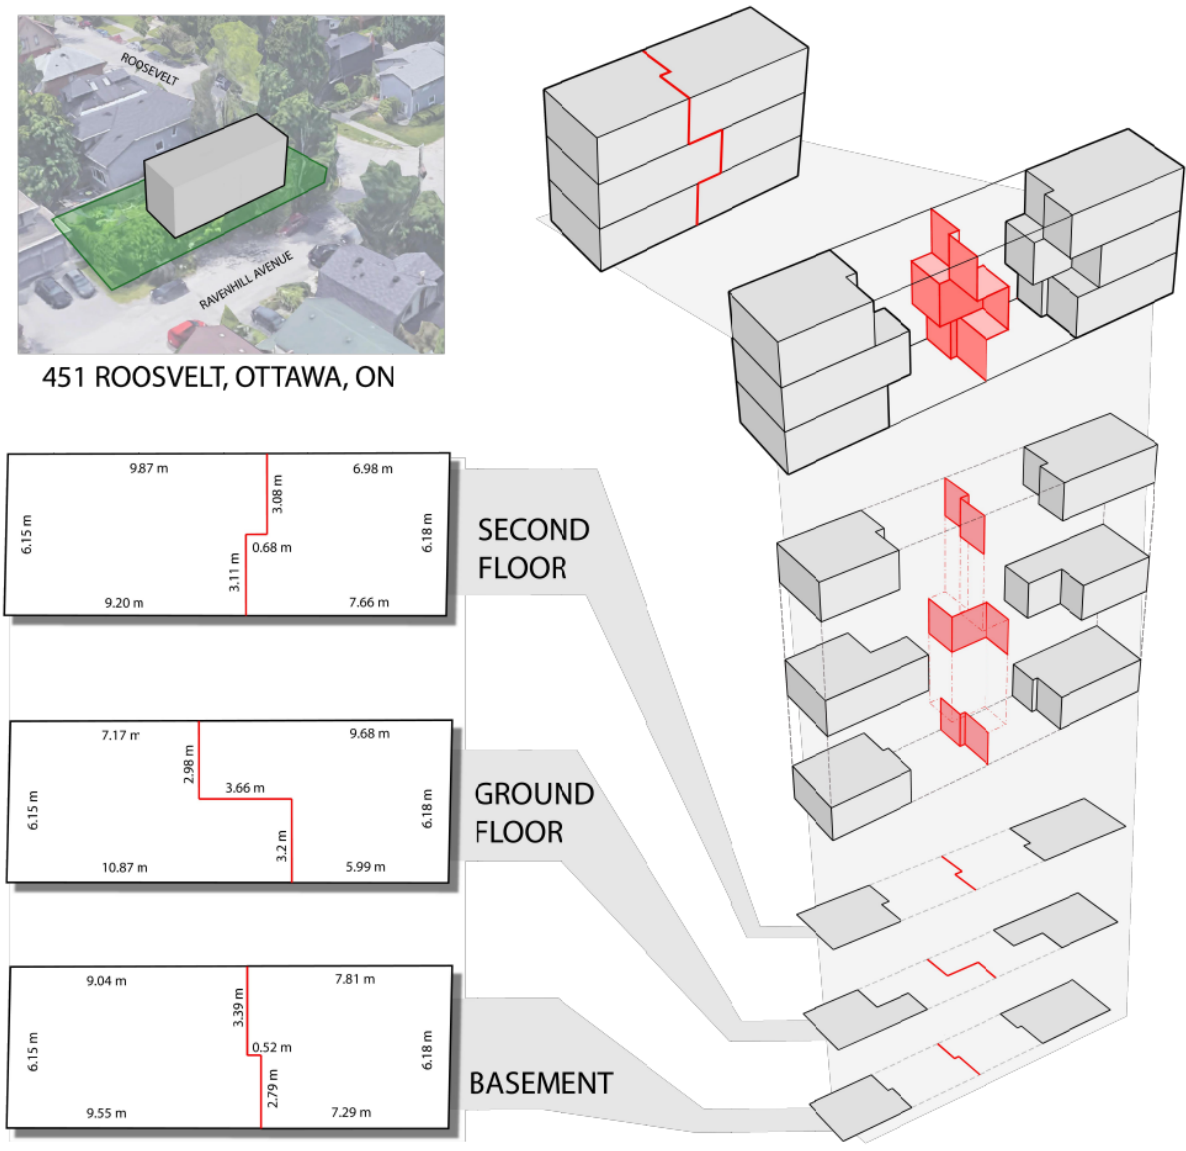 ROOSEVELT
RAVENHILL AVENUE
451 ROOSVELT, OTTAWA, ON
9.87 m
6.98 m
3.08 m
6.15 m
6.18 m
0.68 m
3.11 m
9.20 m
7.66 m
SECOND
FLOOR
7.17 m
9.68 m
2.98 m
3.66 m
6.15 m
6.18 m
3.2 m
10.87 m
5.99 m
GROUND
FLOOR
9.04 m
7.81 m
3.39 m
6.15 m
0.52 m
6.18 m
2.79 m
9.55 m
7.29 m
BASEMENT